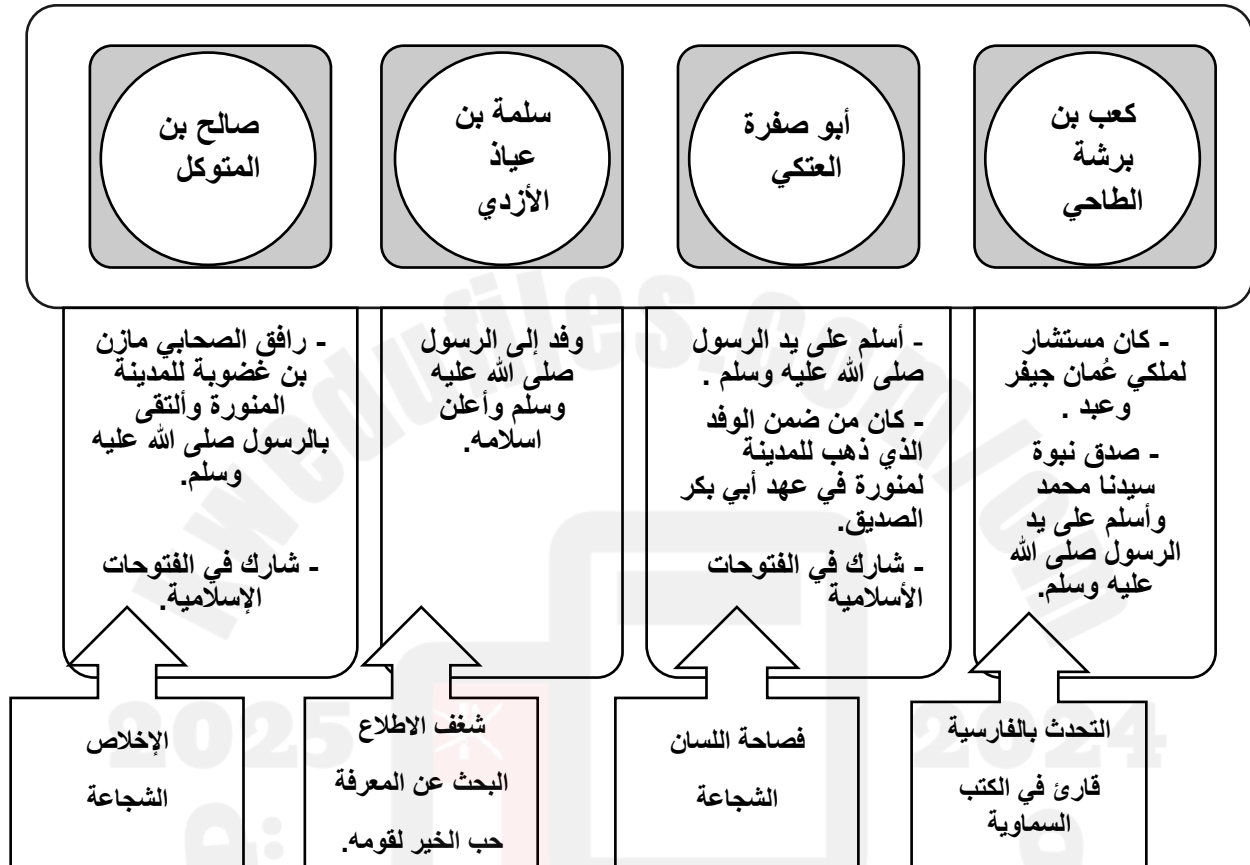 كعب بن
برشة
الطاحي
أبو صفرة
العتكي
سلمة بن
عياذ
الأزدي
صالح بن
المتوكل
- كان مستشار
لملكي عُمان جيفر
وعبد .
- صدق نبوة
سيدنا محمد
وأسلم على يد
الرسول صلى الله
عليه وسلم.
- أسلم على يد الرسول
صلى الله عليه وسلم .
- كان من ضمن الوفد
الذي ذهب للمدينة
لمنورة في عهد أبي بكر
الصديق.
- شارك في الفتوحات
الأسلامية
وفد إلى الرسول
صلى الله عليه
وسلم وأعلن
اسلامه.
- رافق الصحابي مازن
بن غضوبة للمدينة
المنورة وألتقى
بالرسول صلى الله عليه
وسلم.
- شارك في الفتوحات
الإسلامية.
التحدث بالفارسية
قارئ في الكتب
السماوية
فصاحة اللسان
الشجاعة
شغف الاطلاع
البحث عن المعرفة
حب الخير لقومه.
الإخلاص
الشجاعة
2025
2024